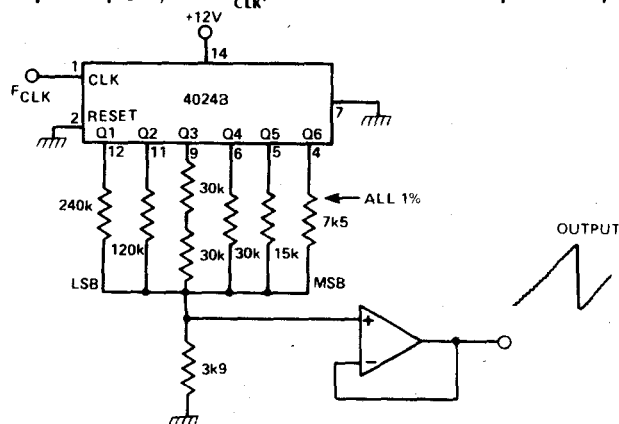 CLK
+12V
14
1
CLK
FCLK
4024B
2
RESET
7
Q1 Q2 Q3 Q4 Q5 Q6
12 11 9 6 5 4
30k
ALL 1%
240k
7k5
OUTPUT
120k 30k 30k 15k
LSB
MSB
+
3k9
−